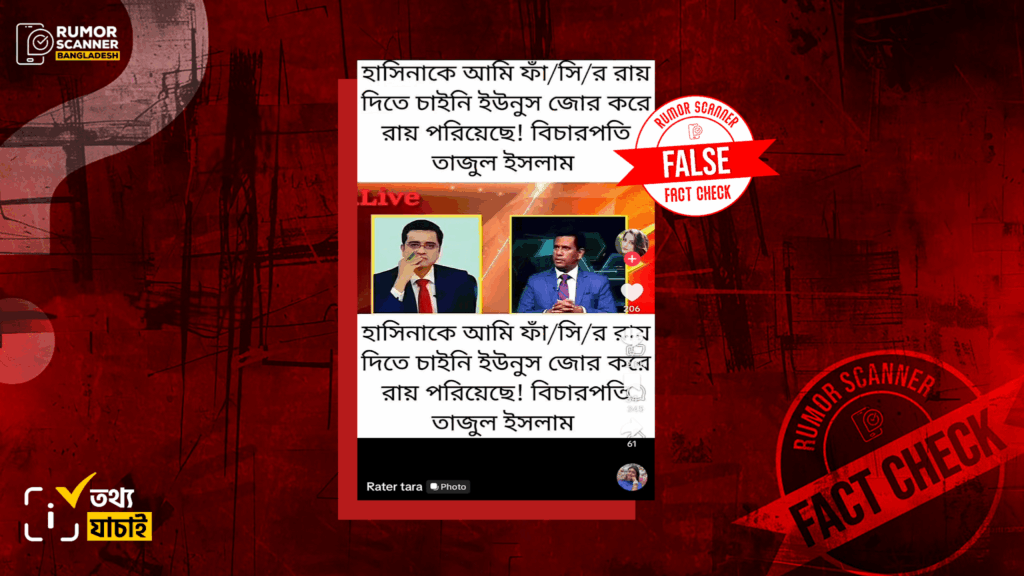 RUMOR
SCANNER
BANGLADESH
হাসিনাকে আমি ফাঁ/সি/র রায়
দিতে চাইনি ইউনুস জোর করে
রায় পরিয়েছে! বিচারপতি
তাজুল ইসলাম
RUMOR SCANNER
FALSE
FACT CHECK
Live
206
হাসিনাকে আমি ফাঁ/সি/র রায়
দিতে চাইনি ইউনুস জোর করে
রায় পরিয়েছে! বিচারপতি
তাজুল ইসলাম
61
Rater tara Photo
তথ্য
যাচাই
RUMOR SCANNER
FACT CHECK